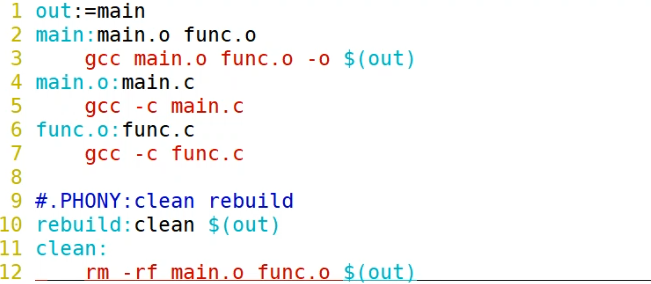 1 out:=main
2 main:main.o func.o
3     gcc main.o func.o -o $(out)
4 main.o:main.c
5     gcc -c main.c
6 func.o:func.c
7     gcc -c func.c
8
9 #.PHONY:clean rebuild
10 rebuild:clean $(out)
11 clean:
12     rm -rf main.o func.o $(out)